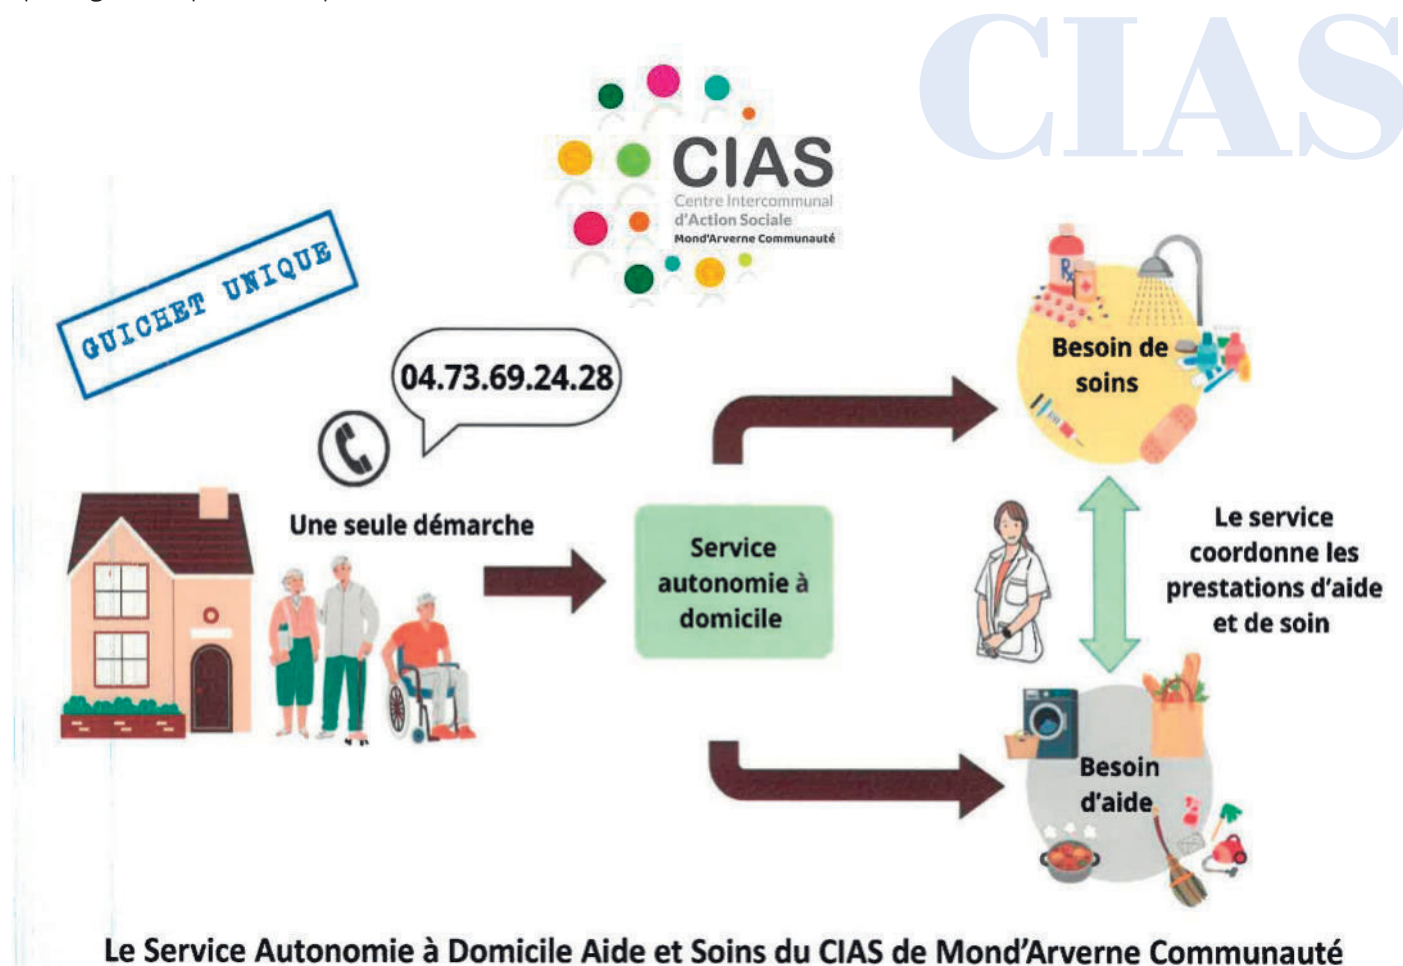 CIAS
CIAS
Centre Intercommunal
d'Action Sociale
Mond'Arverne Communauté
GUICHET UNIQUE
04.73.69.24.28
Une seule démarche
Service
autonomie à
domicile
Besoin de
soins
Rx
Le service
coordonne les
prestations d'aide
et de soin
Besoin
d'aide
Le Service Autonomie à Domicile Aide et Soins du CIAS de Mond'Arverne Communauté